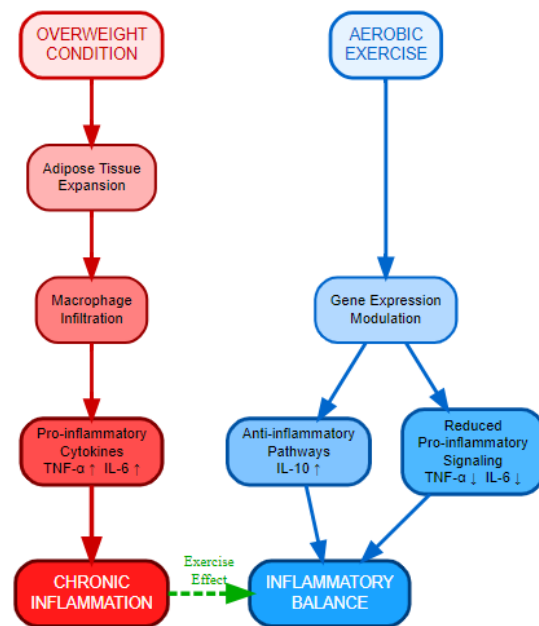 OVERWEIGHT
CONDITION
AEROBIC
EXERCISE
Adipose Tissue
Expansion
Macrophage
Infiltration
Gene Expression
Modulation
Pro-inflammatory
Cytokines
TNF-α ↑ IL-6 ↑
Anti-inflammatory
Pathways
IL-10 ↑
Reduced
Pro-inflammatory
Signaling
TNF-α ↓ IL-6 ↓
CHRONIC
INFLAMMATION
Exercise
Effect
INFLAMMATORY
BALANCE